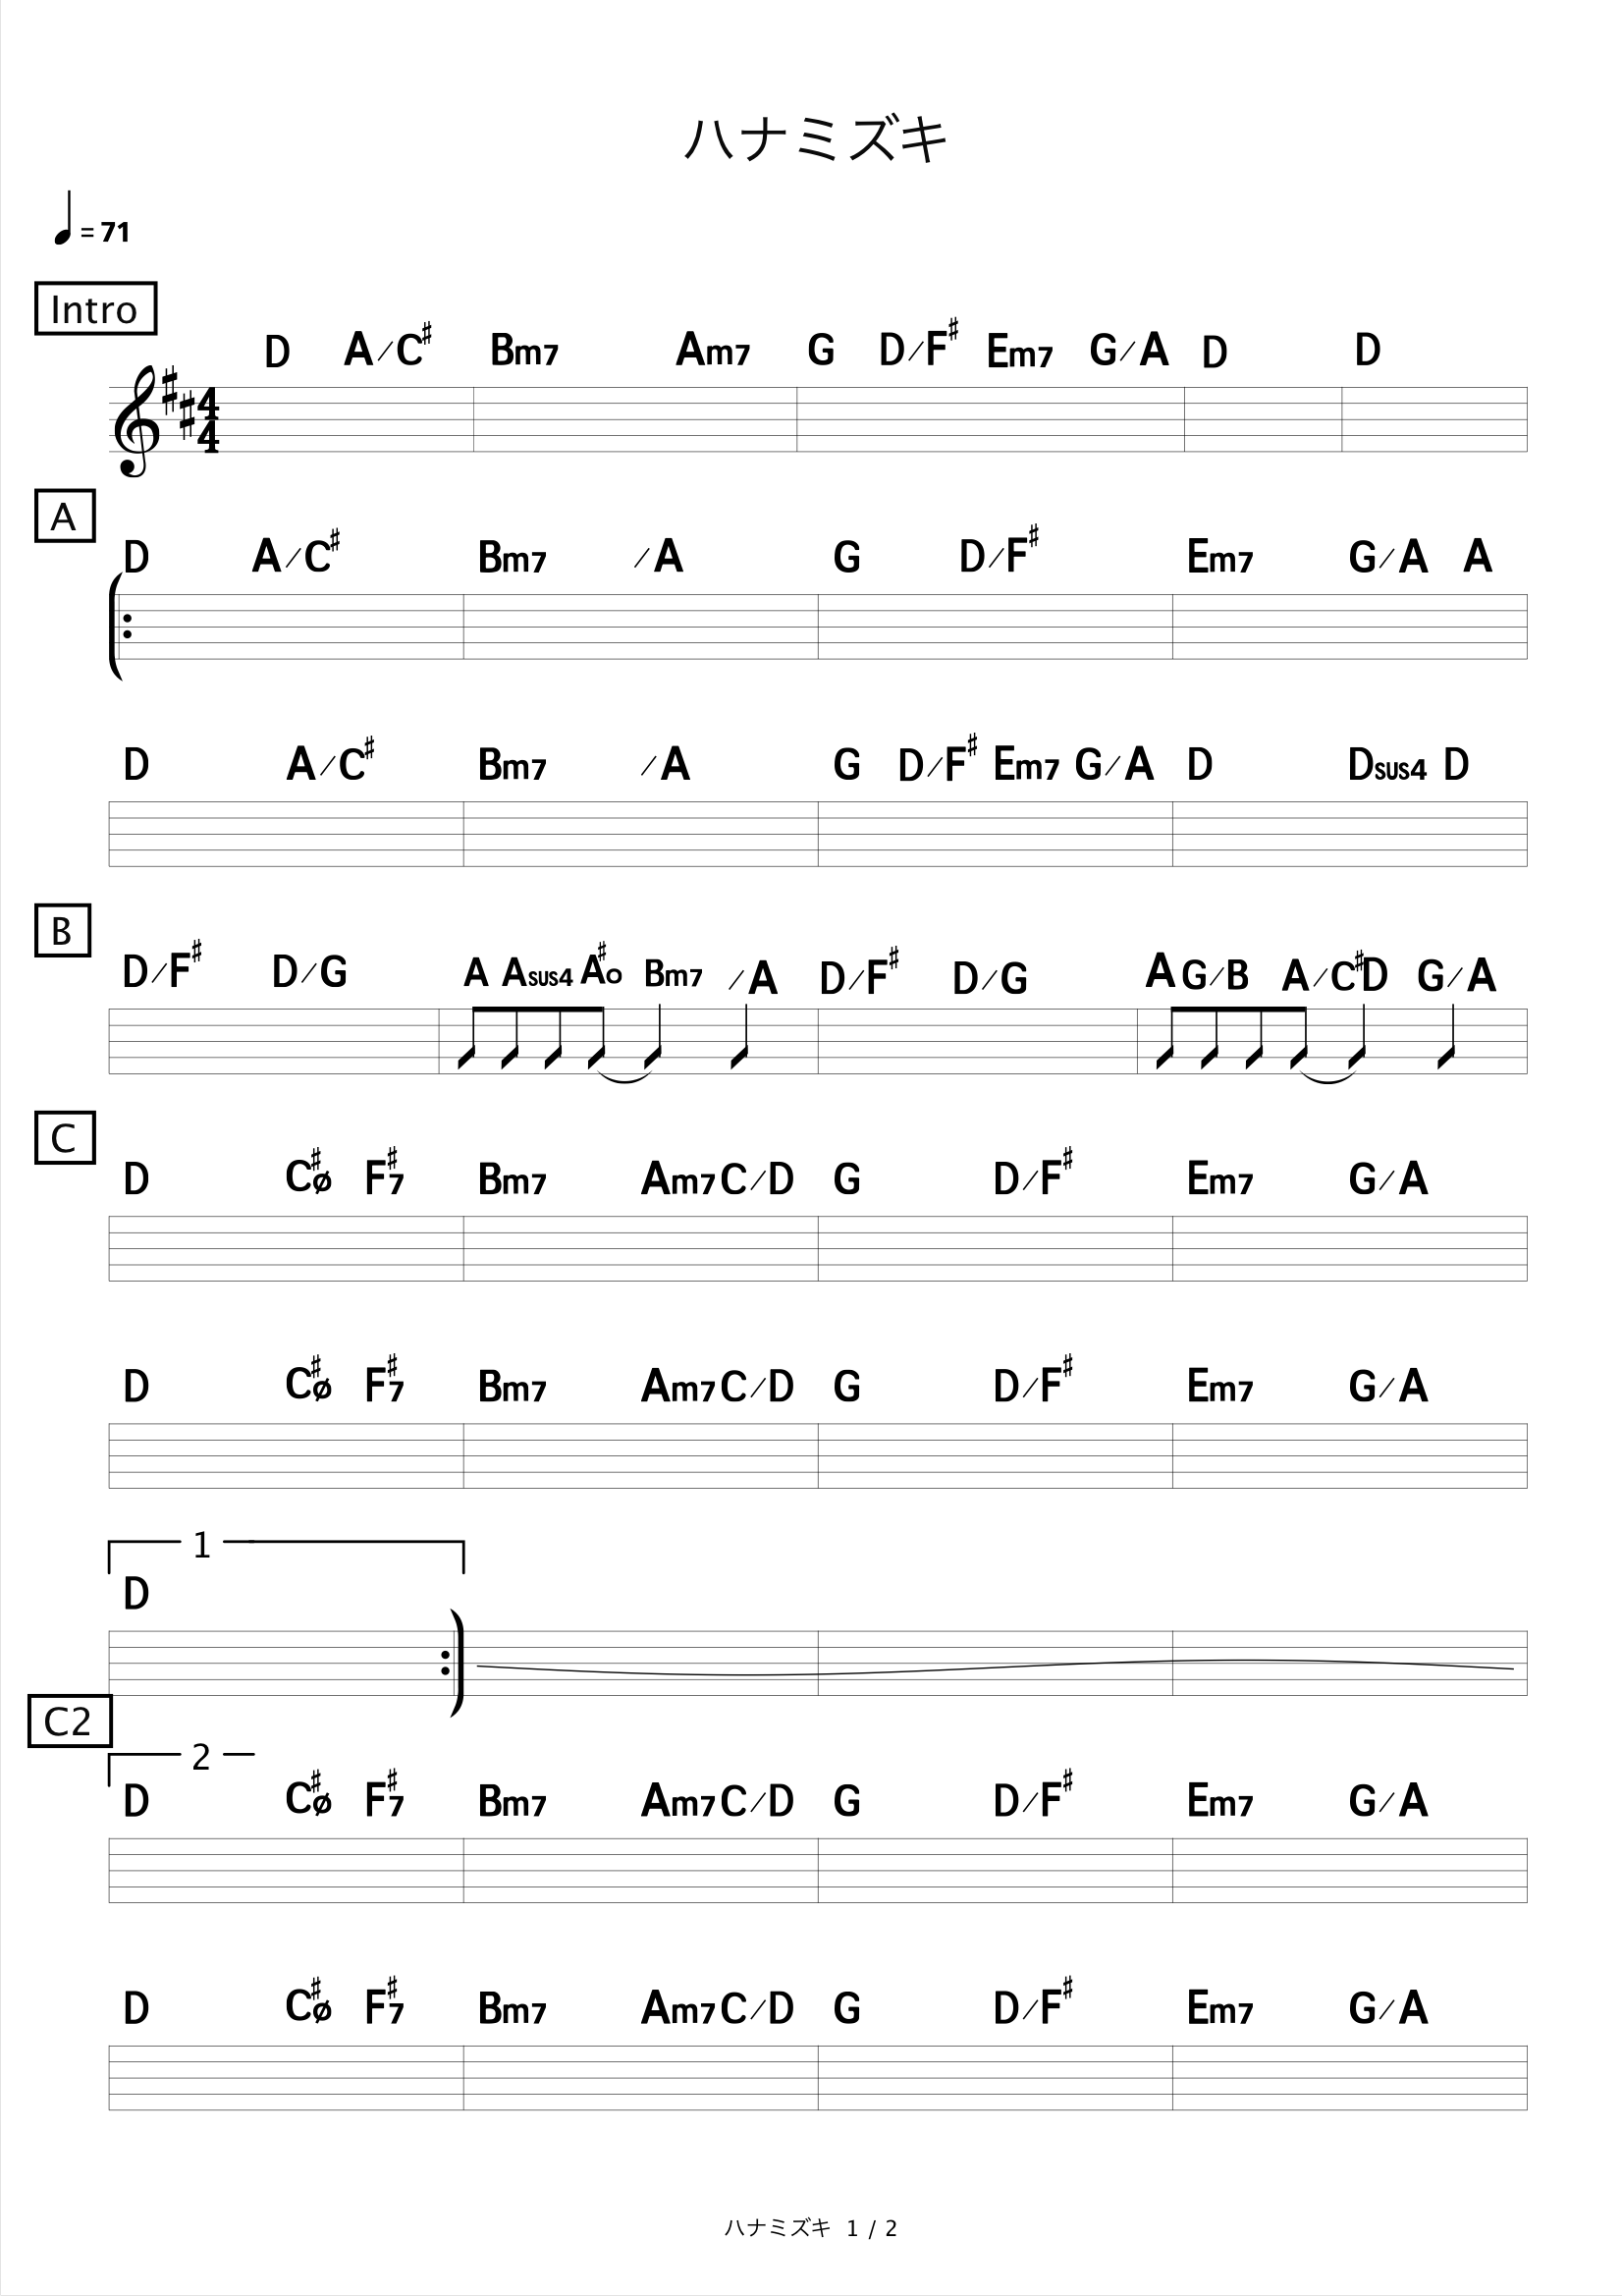 ハナミズキ
= 71
Intro
D A/C♯ Bm7 Am7 G D/F♯ Em7 G/A D D
4
4
A
D A/C♯ Bm7 /A G D/F♯ Em7 G/A A
D A/C♯ Bm7 /A G D/F♯ Em7 G/A D Dsus4 D
B
D/F♯ D/G A Asus4 A♯o Bm7 /A D/F♯ D/G A G/B A/C♯ D G/A
C
D C♯ø F♯7 Bm7 Am7 C/D G D/F♯ Em7 G/A
D C♯ø F♯7 Bm7 Am7 C/D G D/F♯ Em7 G/A
1
D
C2
2
D C♯ø F♯7 Bm7 Am7 C/D G D/F♯ Em7 G/A
D C♯ø F♯7 Bm7 Am7 C/D G D/F♯ Em7 G/A
ハナミズキ 1 / 2